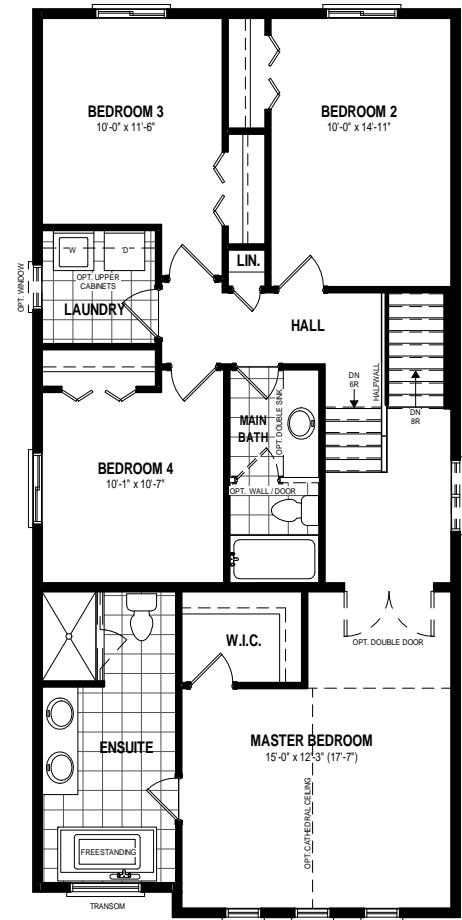 BEDROOM 3
10'-0" x 11'-6"
BEDROOM 2
10'-0" x 14'-11"
W
D
OPT. UPPER
CABINETS
OPT. WINDOW
LAUNDRY
LIN.
HALL
DN
6R
HALFWALL
DN
8R
MAIN
BATH
OPT. DOUBLE SINK
OPT. WALL / DOOR
BEDROOM 4
10'-1" x 10'-7"
W.I.C.
OPT. DOUBLE DOOR
ENSUITE
MASTER BEDROOM
15'-0" x 12'-3" (17'-7")
OPT.CATHEDRAL CEILING
FREESTANDING
TRANSOM